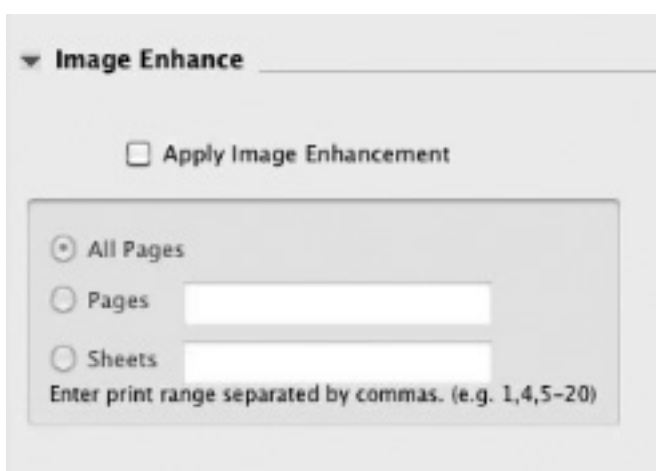 Image Enhance
Apply Image Enhancement
All Pages
Pages
Sheets
Enter print range separated by commas. (e.g. 1,4,5-20)